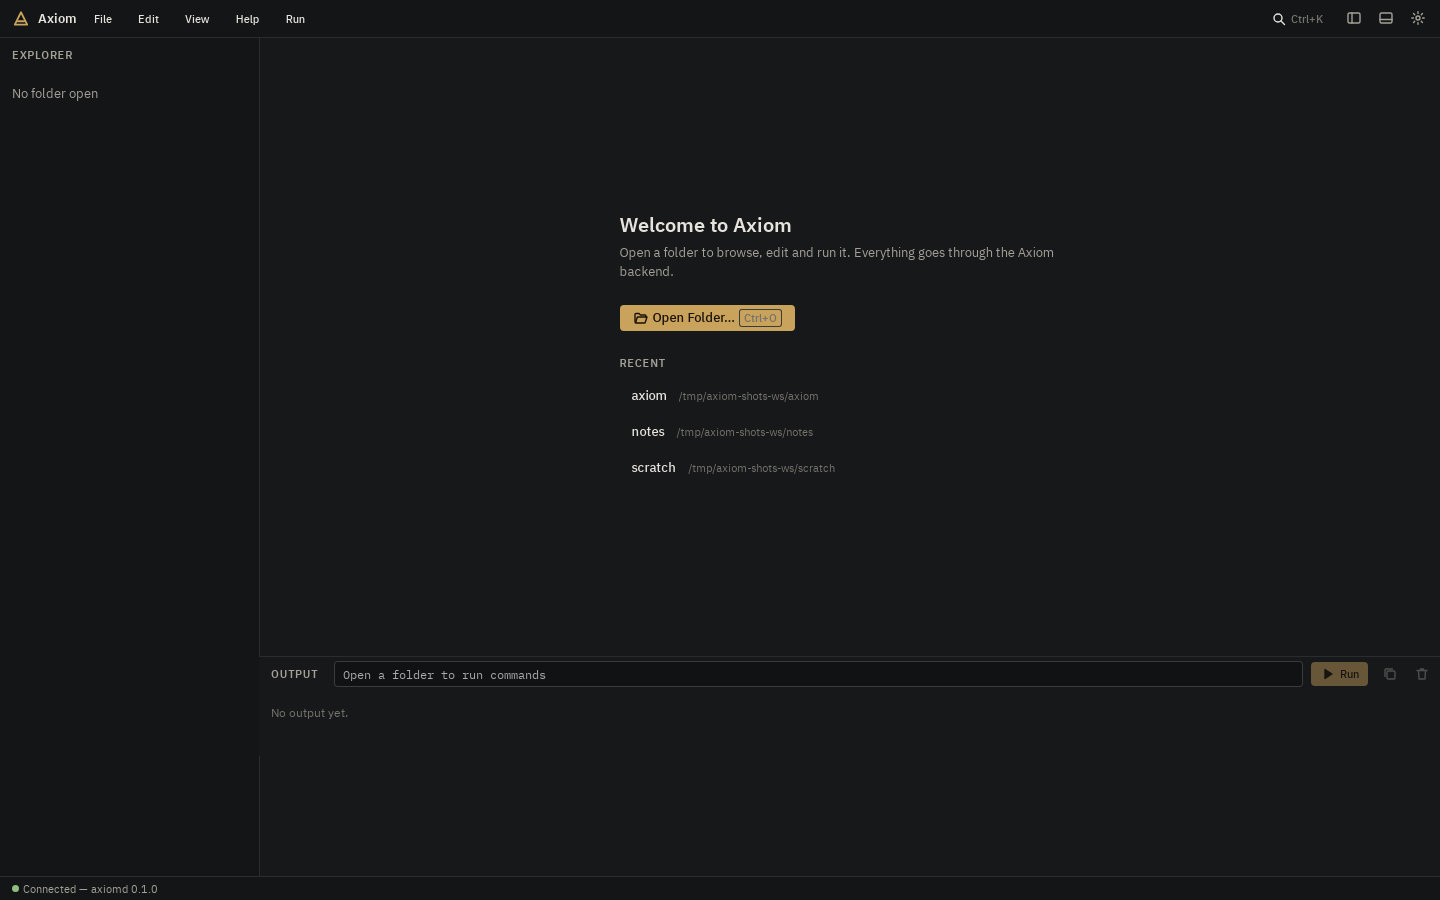 Axiom File Edit View Help Run Ctrl+K
EXPLORER
No folder open
Welcome to Axiom
Open a folder to browse, edit and run it. Everything goes through the Axiom
backend.
Open Folder... Ctrl+O
RECENT
axiom /tmp/axiom-shots-ws/axiom
notes /tmp/axiom-shots-ws/notes
scratch /tmp/axiom-shots-ws/scratch
OUTPUT Open a folder to run commands Run
No output yet.
Connected — axiomd 0.1.0